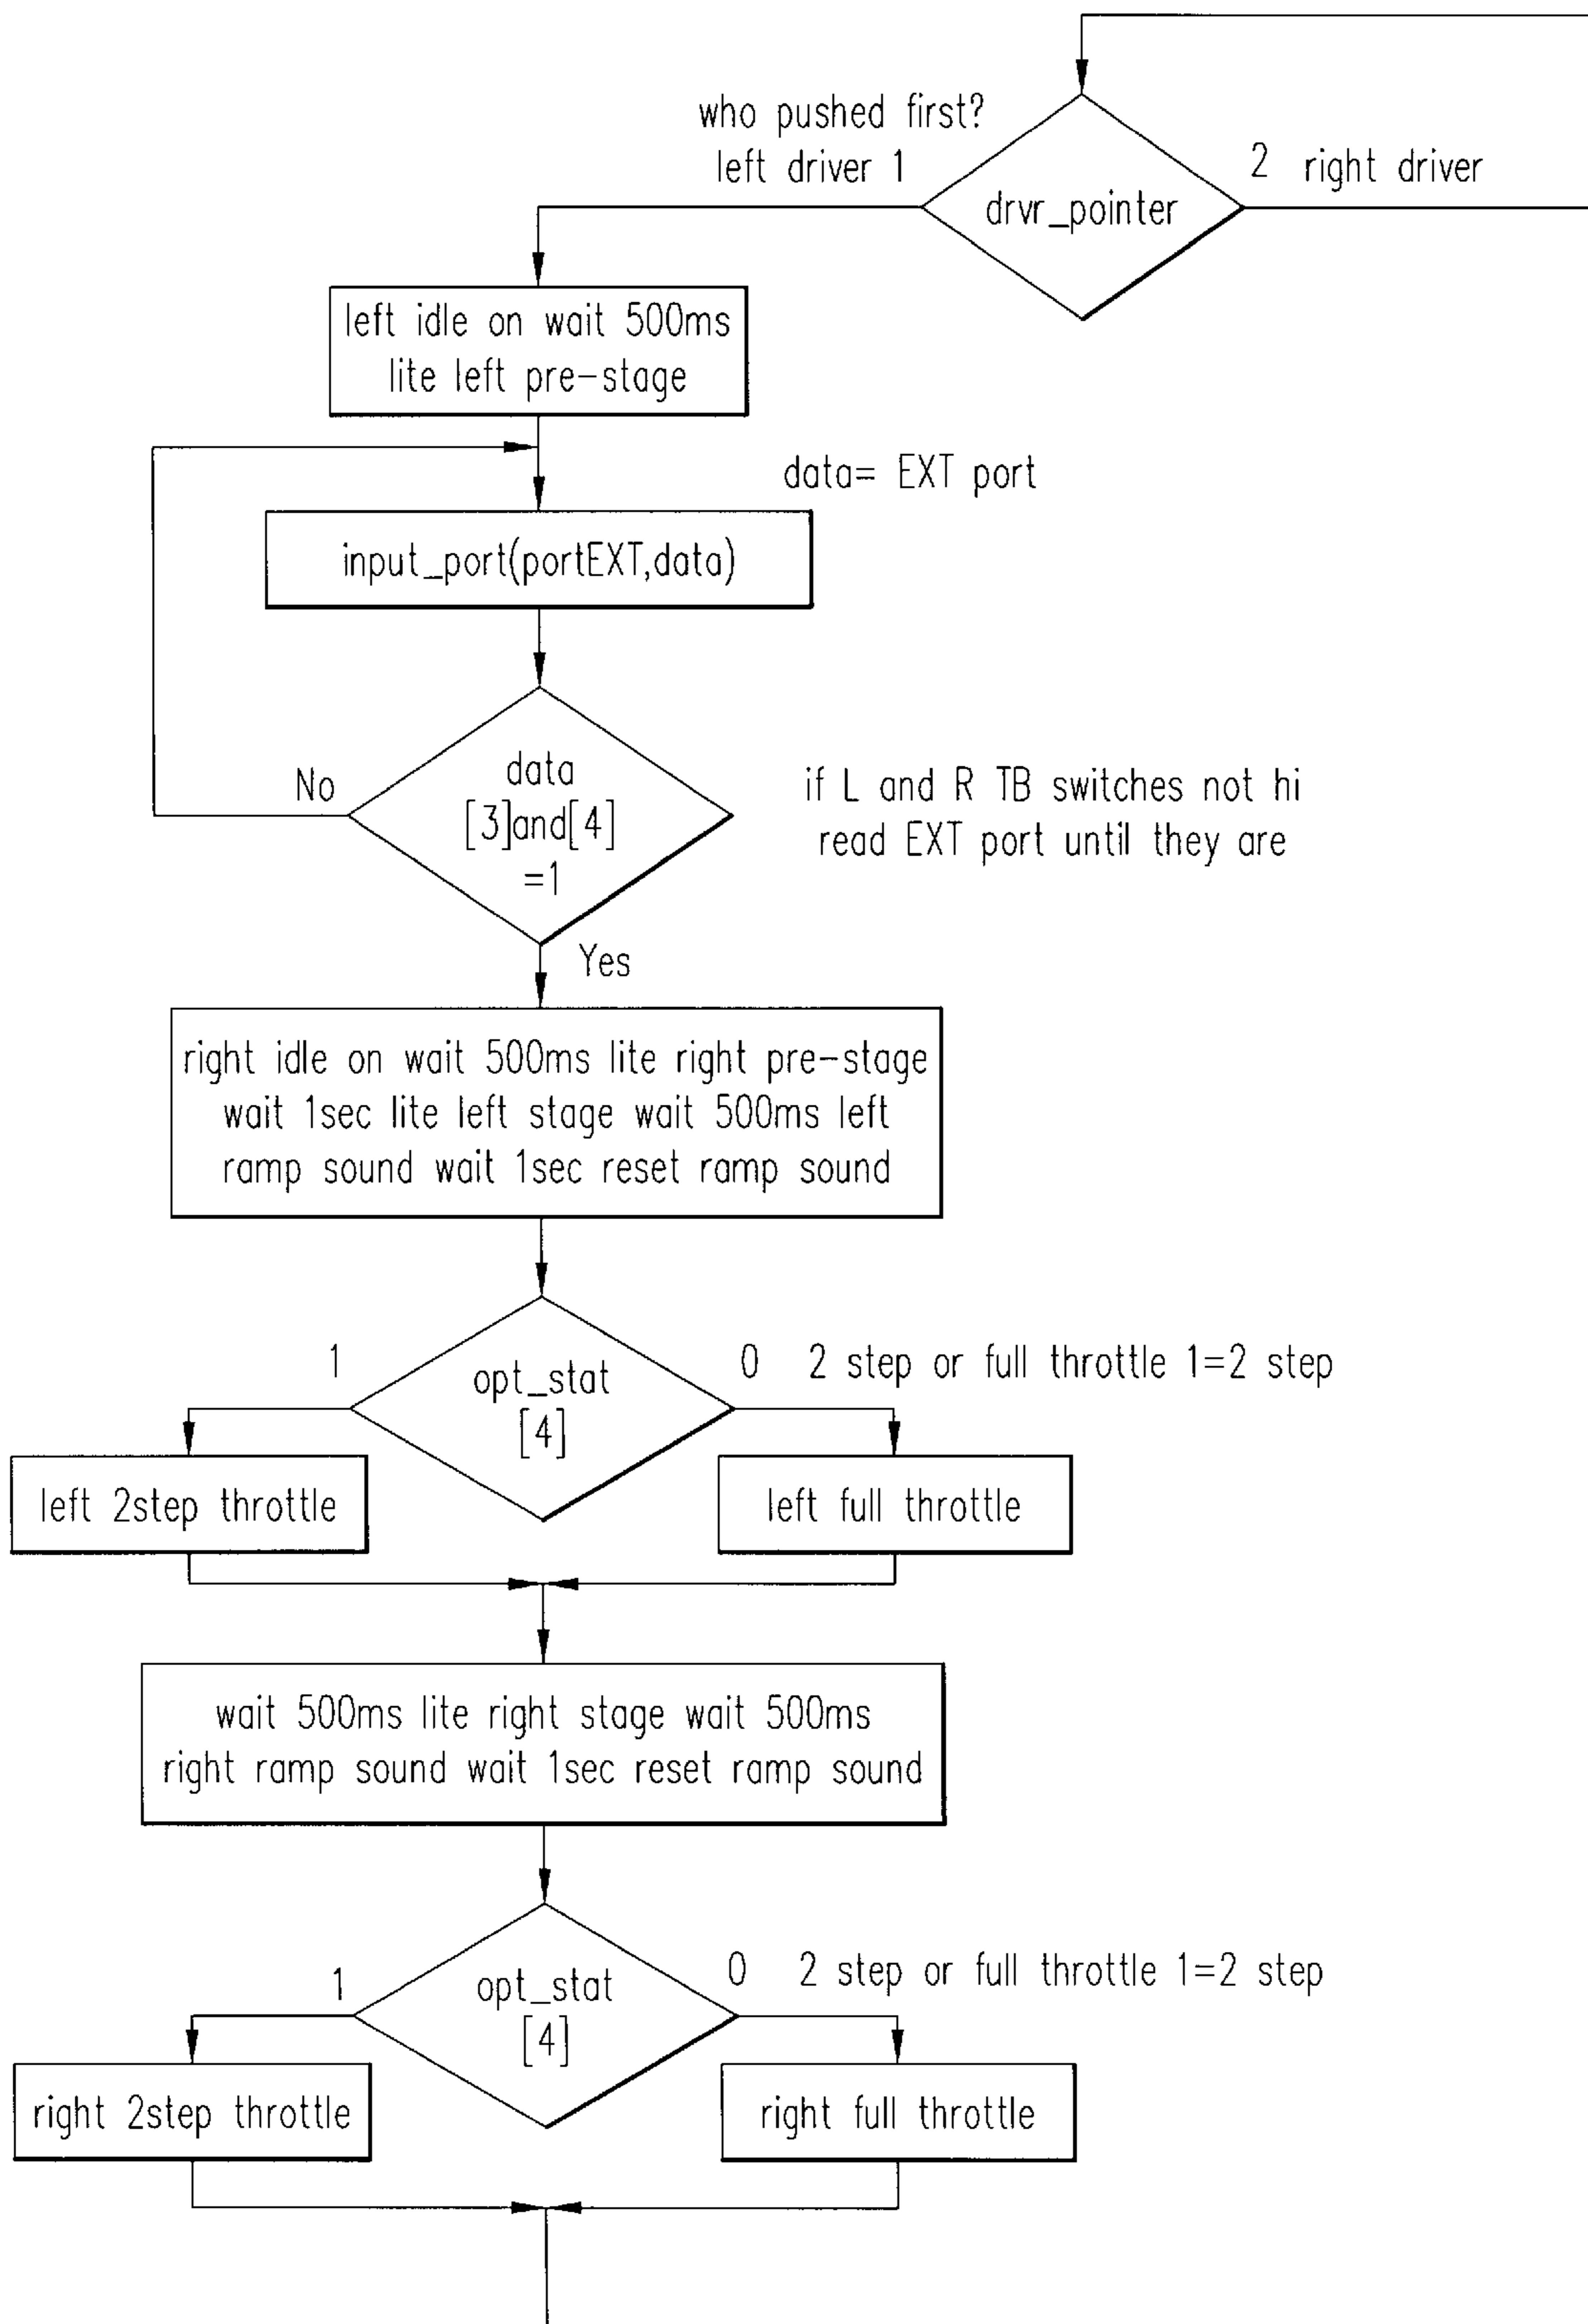 who pushed first?
left driver 1
2 right driver
drvr_pointer
left idle on wait 500ms
lite left pre-stage
data= EXT port
input_port(portEXT,data)
No
data
[3]and[4]
=1
if L and R TB switches not hi
read EXT port until they are
Yes
right idle on wait 500ms lite right pre-stage
wait 1sec lite left stage wait 500ms left
ramp sound wait 1sec reset ramp sound
1
opt_stat
[4]
0 2 step or full throttle 1=2 step
left 2step throttle
left full throttle
wait 500ms lite right stage wait 500ms
right ramp sound wait 1sec reset ramp sound
1
opt_stat
[4]
0 2 step or full throttle 1=2 step
right 2step throttle
right full throttle